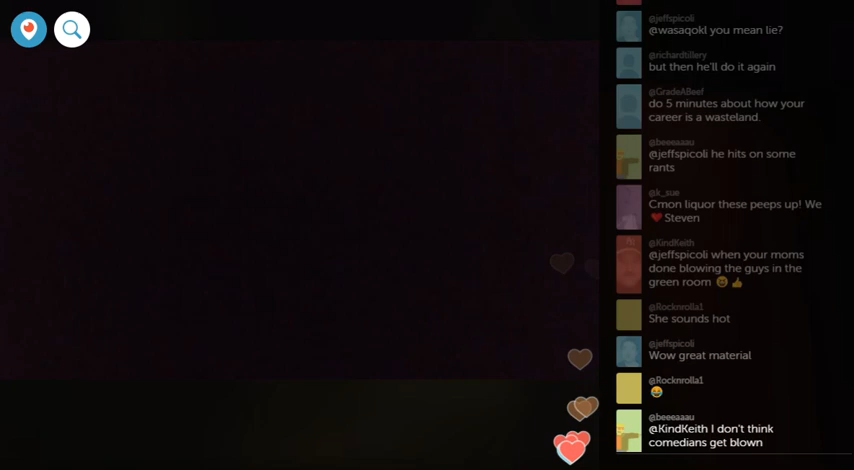 @jeffspicoli
@wasaqokl you mean lie?
@richardtillery
but then he'll do it again
@GradeABeef
do 5 minutes about how your
career is a wasteland.
@beeeaaau
@jeffspicoli he hits on some
rants
@k_sue
Cmon liquor these peeps up! We
❤️Steven
@KindKeith
@jeffspicoli when your moms
done blowing the guys in the
green room 😆 👍
@Rocknrolla1
She sounds hot
@jeffspicoli
Wow great material
@Rocknrolla1
😂
@beeeaaau
@KindKeith I don't think
comedians get blown